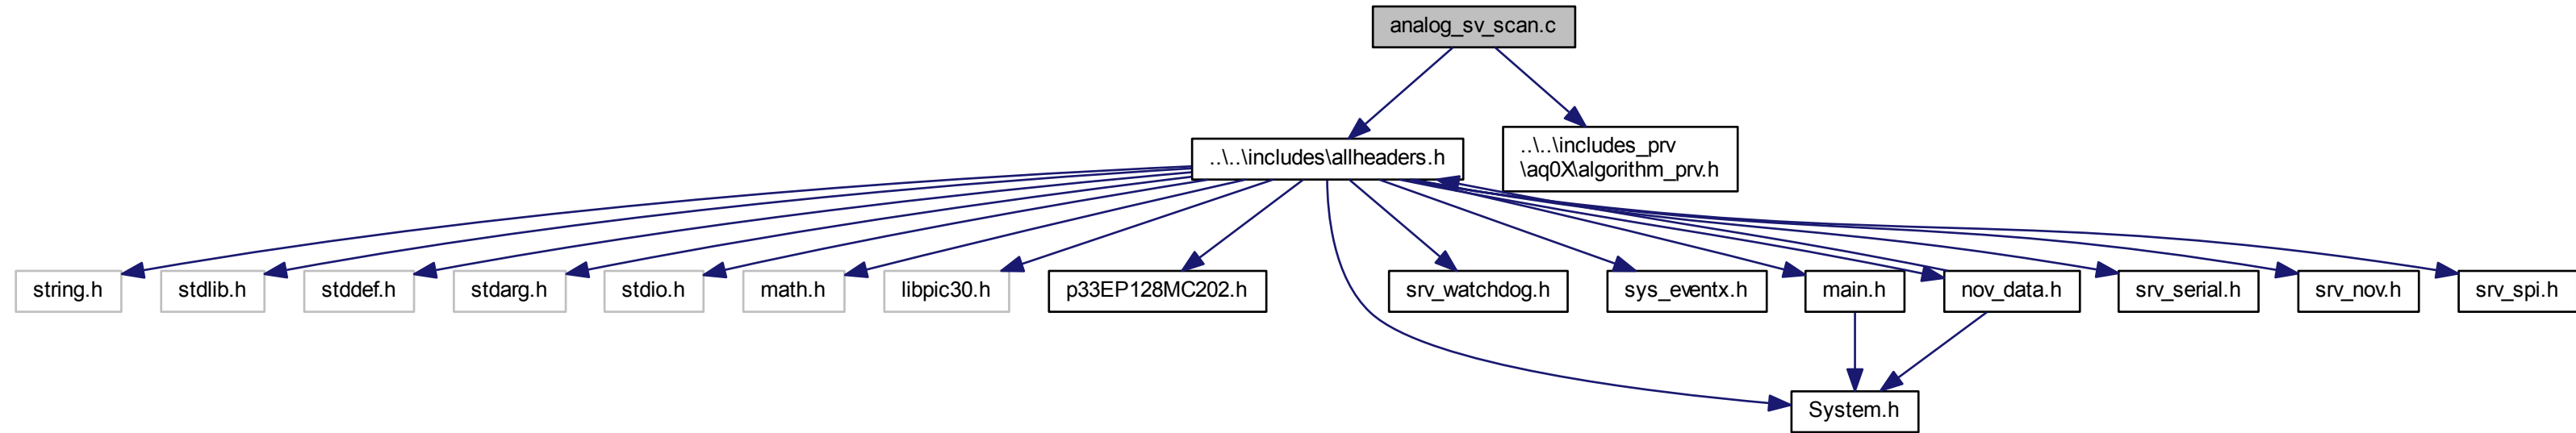 analog_sv_scan.c
..\..\includes\allheaders.h
..\..\includes_prv
\aq0X\algorithm_prv.h
string.h
stdlib.h
stddef.h
stdarg.h
stdio.h
math.h
libpic30.h
p33EP128MC202.h
srv_watchdog.h
sys_eventx.h
main.h
nov_data.h
srv_serial.h
srv_nov.h
srv_spi.h
System.h